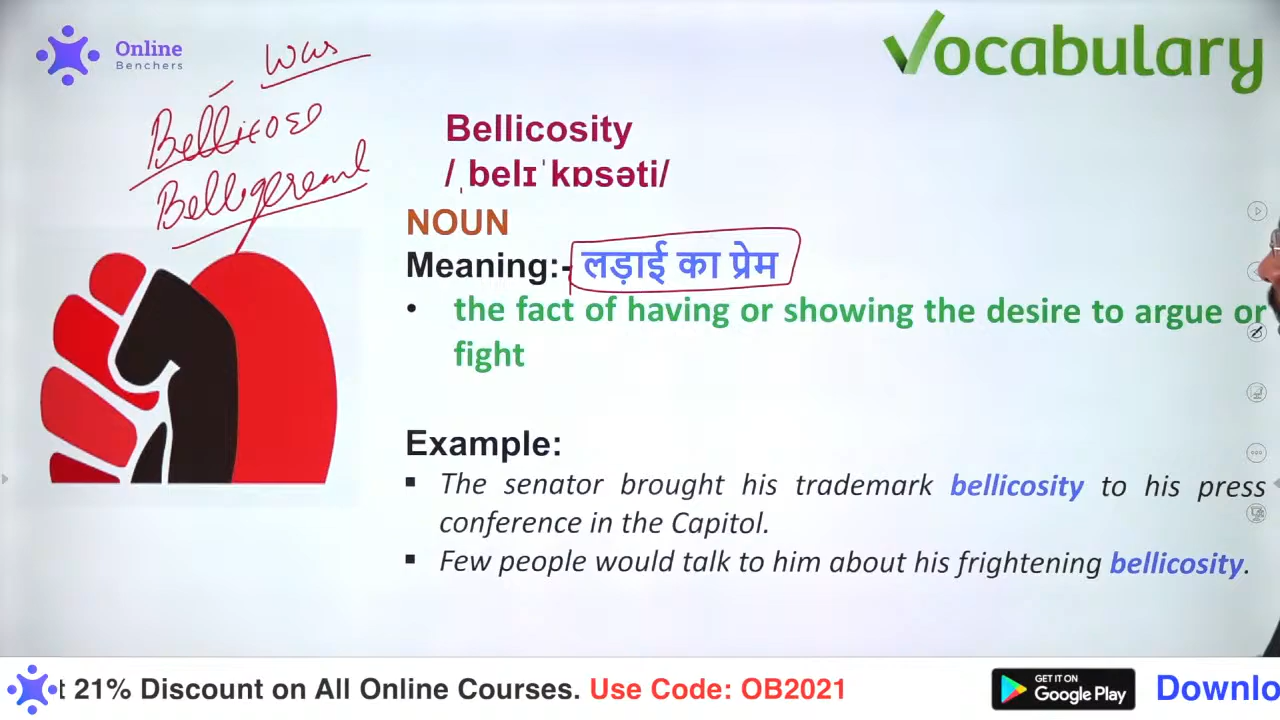 Online
Benchers
Vocabulary
was
Bellicose
Belligerent
Bellicosity
/ˌbelɪˈkɒsəti/
NOUN
Meaning:- लड़ाई का प्रेम
• the fact of having or showing the desire to argue or
fight
Example:
▪ The senator brought his trademark bellicosity to his press
conference in the Capitol.
▪ Few people would talk to him about his frightening bellicosity.
t 21% Discount on All Online Courses. Use Code: OB2021
GET IT ON
Google Play
Downlo